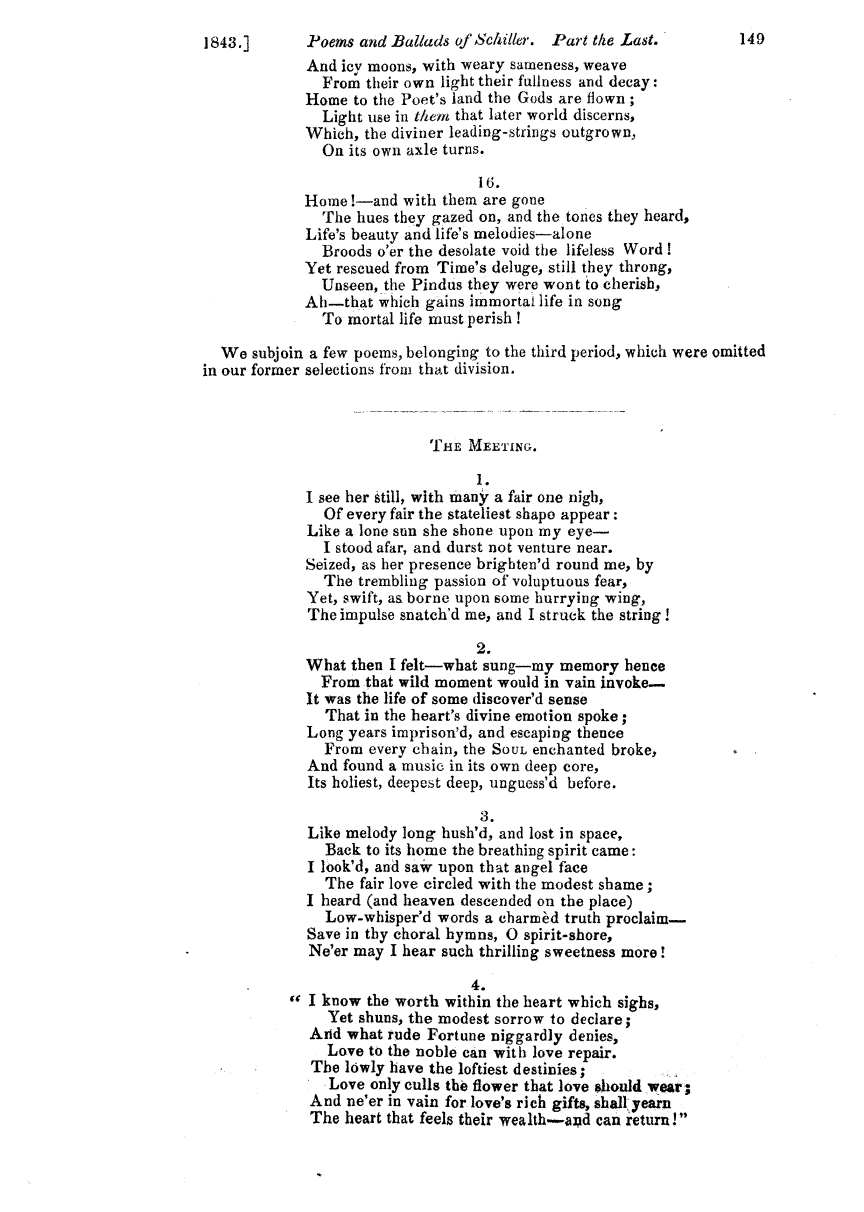 1843.] Poems and Ballads of Schiller. Part the Last. 149
And icy moons, with weary sameness, weave
From their own light their fullness and decay:
Home to the Poet's land the Gods are flown;
Light use in them that later world discerns,
Which, the diviner leading-strings outgrown,
On its own axle turns.
16.
Home!—and with them are gone
The hues they gazed on, and the tones they heard,
Life's beauty and life's melodies—alone
Broods o'er the desolate void the lifeless Word!
Yet rescued from Time's deluge, still they throng,
Unseen, the Pindus they were wont to cherish,
Ah—that which gains immortal life in song
To mortal life must perish!
We subjoin a few poems, belonging to the third period, which were omitted
in our former selections from that division.
THE MEETING.
1.
I see her still, with many a fair one nigh,
Of every fair the stateliest shape appear:
Like a lone sun she shone upon my eye—
I stood afar, and durst not venture near.
Seized, as her presence brighten'd round me, by
The trembling passion of voluptuous fear,
Yet, swift, as borne upon some hurrying wing,
The impulse snatch'd me, and I struck the string!
2.
What then I felt—what sung—my memory hence
From that wild moment would in vain invoke—
It was the life of some discover'd sense
That in the heart's divine emotion spoke;
Long years imprison'd, and escaping thence
From every chain, the SOUL enchanted broke,
And found a music in its own deep core,
Its holiest, deepest deep, unguess'd before.
3.
Like melody long hush'd, and lost in space,
Back to its home the breathing spirit came:
I look'd, and saw upon that angel face
The fair love circled with the modest shame;
I heard (and heaven descended on the place)
Low-whisper'd words a charmèd truth proclaim—
Save in thy choral hymns, O spirit-shore,
Ne'er may I hear such thrilling sweetness more!
4.
“ I know the worth within the heart which sighs,
Yet shuns, the modest sorrow to declare;
And what rude Fortune niggardly denies,
Love to the noble can with love repair.
The lowly have the loftiest destinies;
Love only culls the flower that love should wear;
And ne'er in vain for love's rich gifts, shall yearn
The heart that feels their wealth—and can return!”